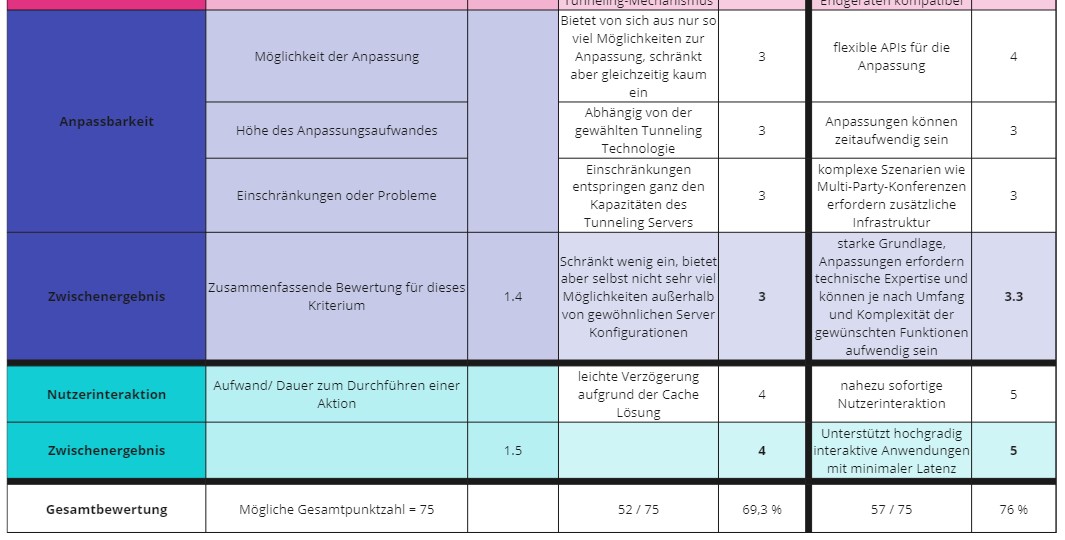 Tunneling-Mechanismus
Endgeräten kompatibel
Anpassbarkeit
Möglichkeit der Anpassung
Bietet von sich aus nur so
viel Möglichkeiten zur
Anpassung, schränkt
aber gleichzeitig kaum
ein
3
flexible APIs für die
Anpassung
4
Höhe des Anpassungsaufwandes
Abhängig von der
gewählten Tunneling
Technologie
3
Anpassungen können
zeitaufwendig sein
3
Einschränkungen oder Probleme
Einschränkungen
entspringen ganz den
Kapazitäten des
Tunneling Servers
3
komplexe Szenarien wie
Multi-Party-Konferenzen
erfordern zusätzliche
Infrastruktur
3
Zwischenergebnis
Zusammenfassende Bewertung für dieses
Kriterium
1.4
Schränkt wenig ein, bietet
aber selbst nicht sehr viel
Möglichkeiten außerhalb
von gewöhnlichen Server
Konfigurationen
3
starke Grundlage,
Anpassungen erfordern
technische Expertise und
können je nach Umfang
und Komplexität der
gewünschten Funktionen
aufwendig sein
3.3
Nutzerinteraktion
Aufwand/ Dauer zum Durchführen einer
Aktion
leichte Verzögerung
aufgrund der Cache
Lösung
4
nahezu sofortige
Nutzerinteraktion
5
Zwischenergebnis
1.5
4
Unterstützt hochgradig
interaktive Anwendungen
mit minimaler Latenz
5
Gesamtbewertung
Mögliche Gesamtpunktzahl = 75
52 / 75
69,3 %
57 / 75
76 %